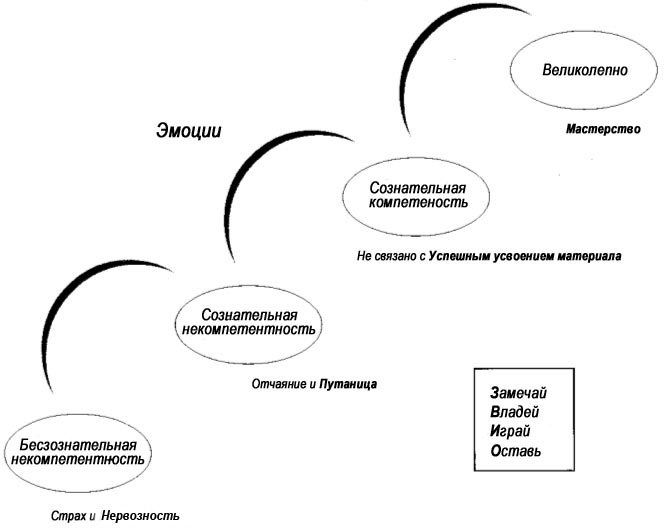 Великолепно
Мастерство
Эмоции
Сознательная
компетеность
Не связано с Успешным усвоением материала
Сознательная
некомпетентность
Отчаяние и Путаница
Замечай
Владей
Играй
Оставь
Бесзознательная
некомпетентность
Страх и Нервозность